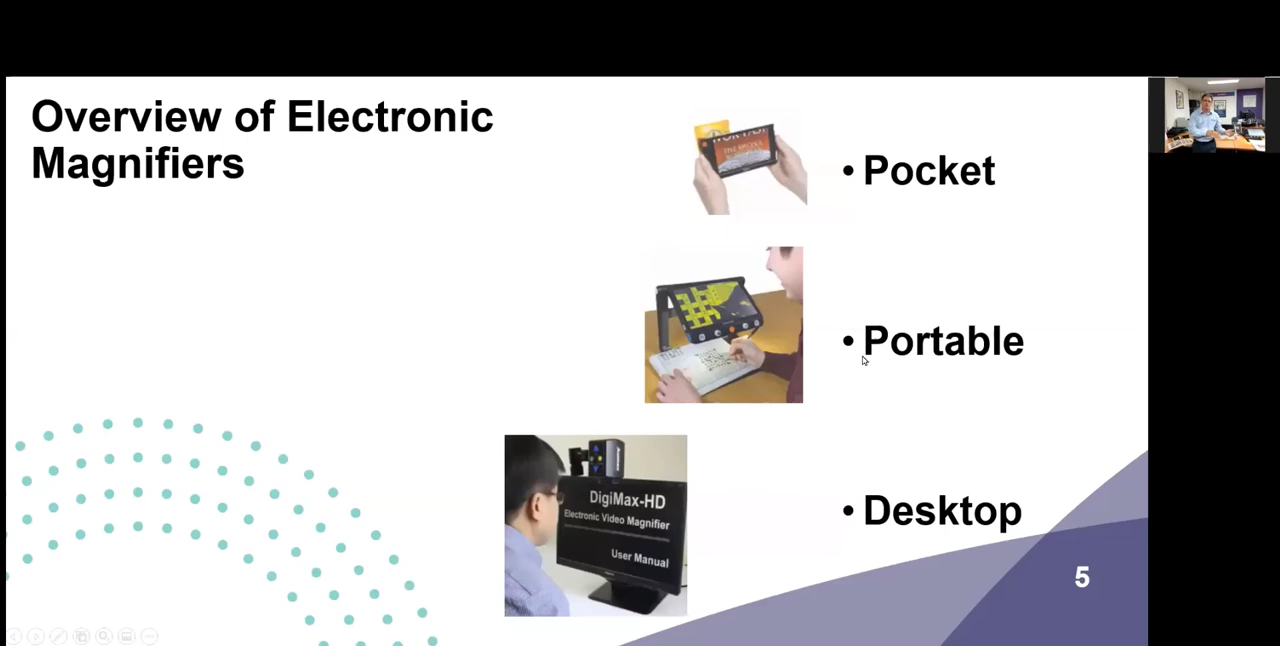 Overview of Electronic
Magnifiers
• Pocket
• Portable
DigiMax-HD
Electronic Video Magnifier
User Manual
• Desktop
5